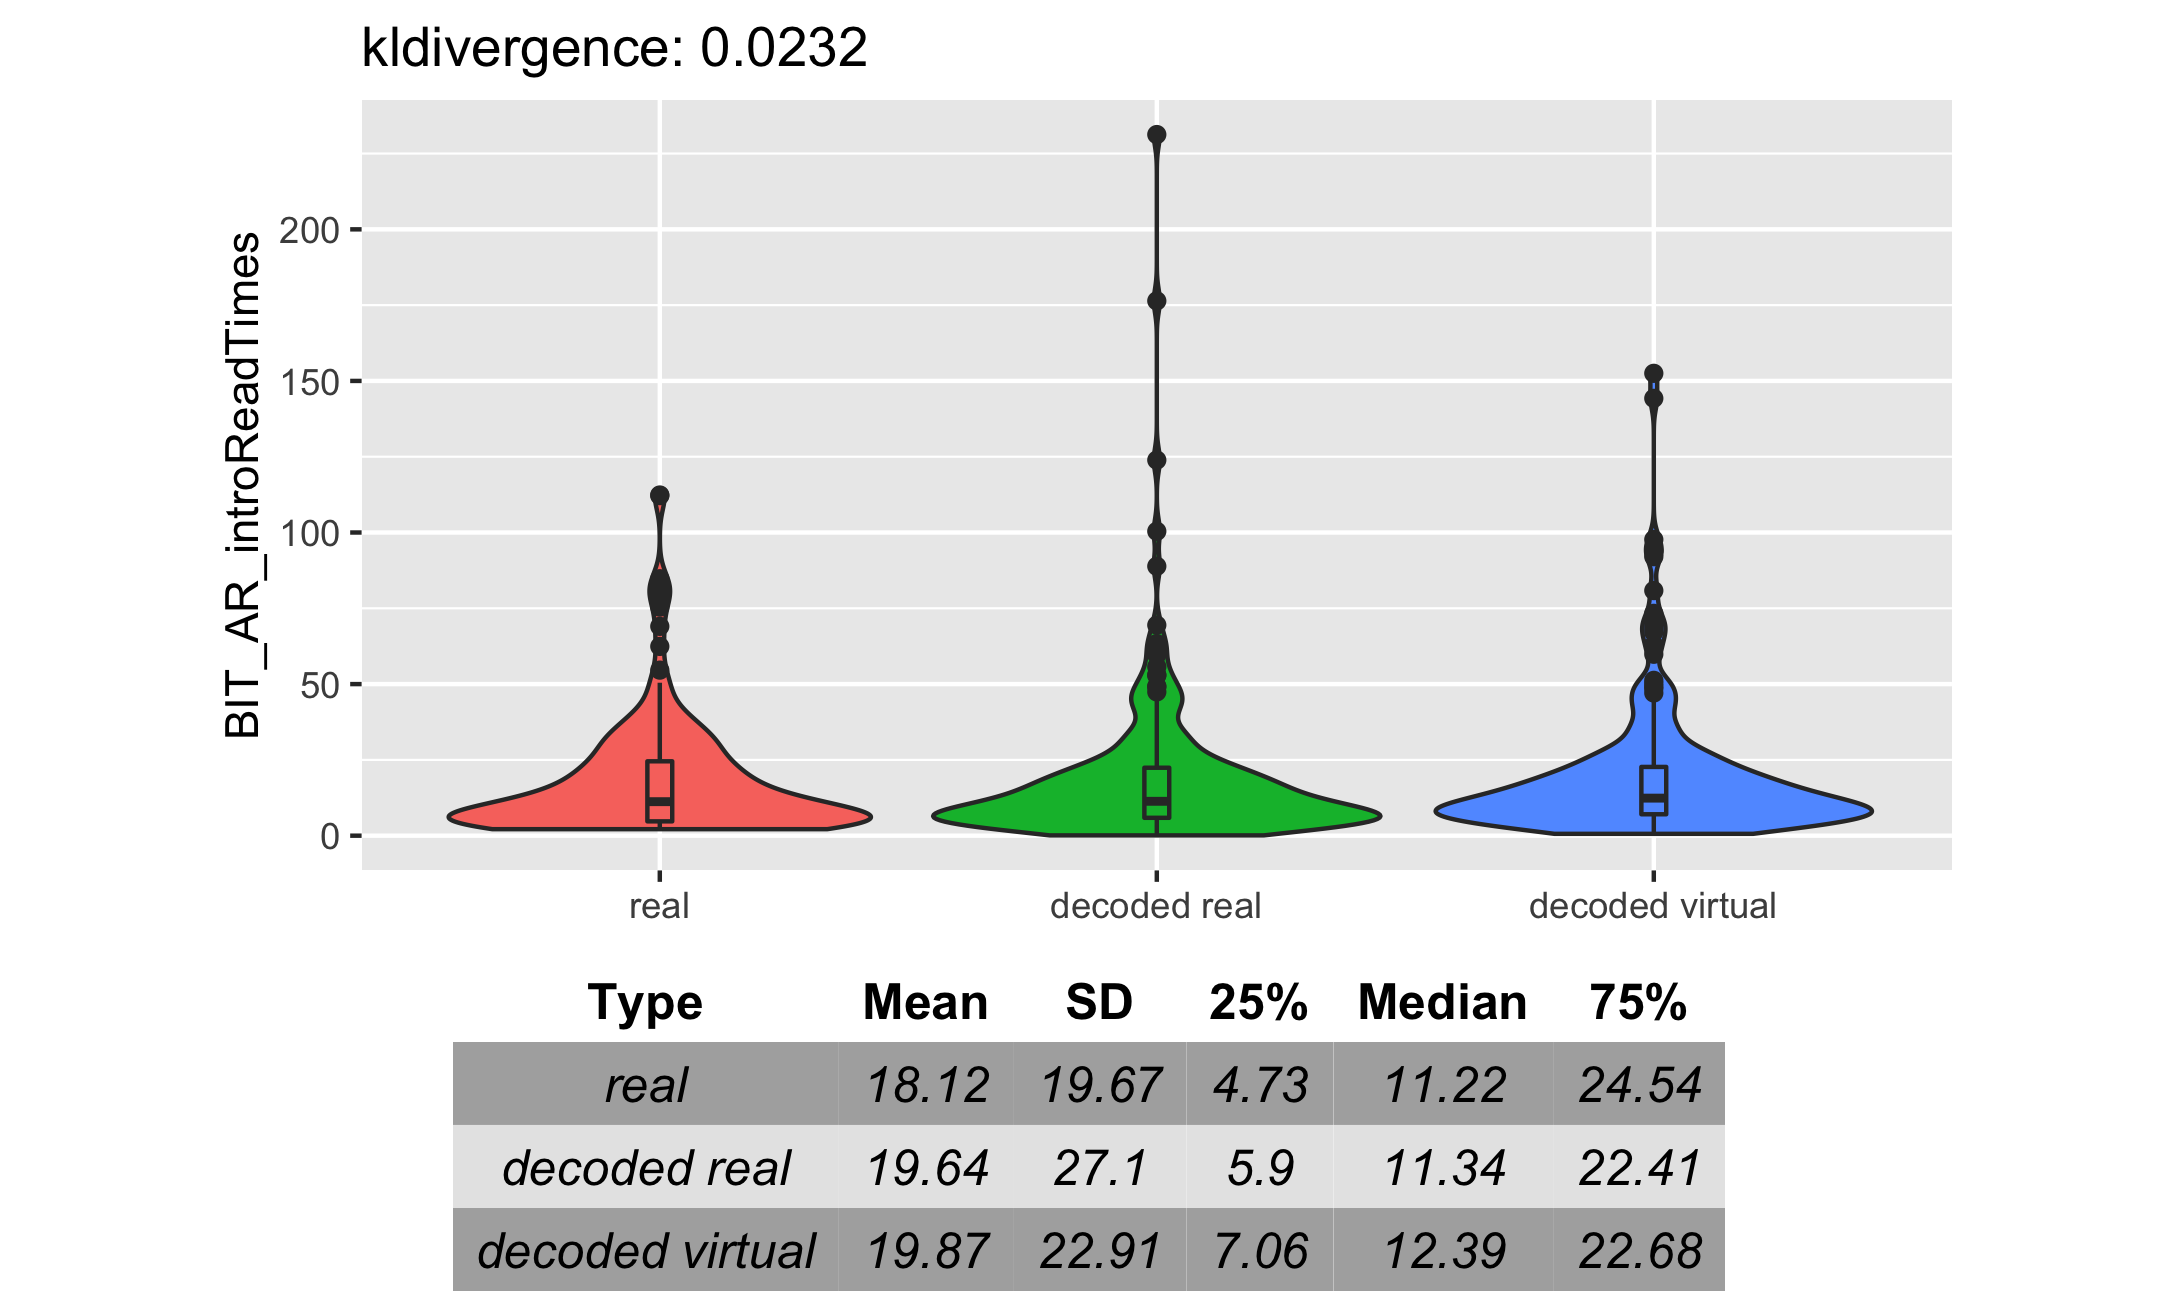 kldivergence: 0.0232
BIT_AR_introReadTimes
200
150
100
50
0
real decoded real decoded virtual
Type Mean SD 25% Median 75%
real 18.12 19.67 4.73 11.22 24.54
decoded real 19.64 27.1 5.9 11.34 22.41
decoded virtual 19.87 22.91 7.06 12.39 22.68